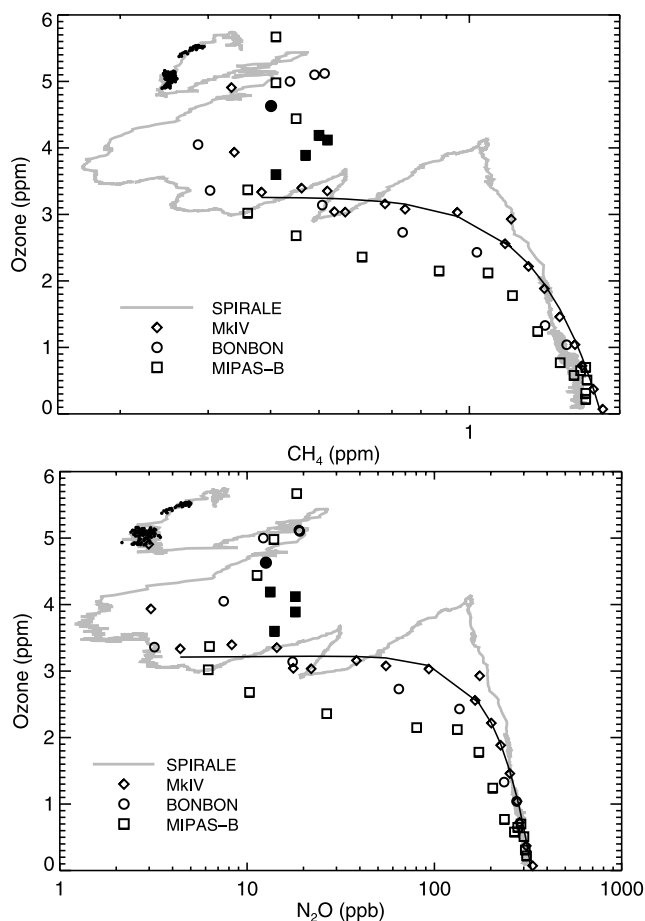 6
5
4
3
2
1
0
Ozone (ppm)
SPIRALE
MkIV
BONBON
MIPAS-B
1
CH4 (ppm)
6
5
4
3
2
1
0
Ozone (ppm)
SPIRALE
MkIV
BONBON
MIPAS-B
1 10 100 1000
N2O (ppb)